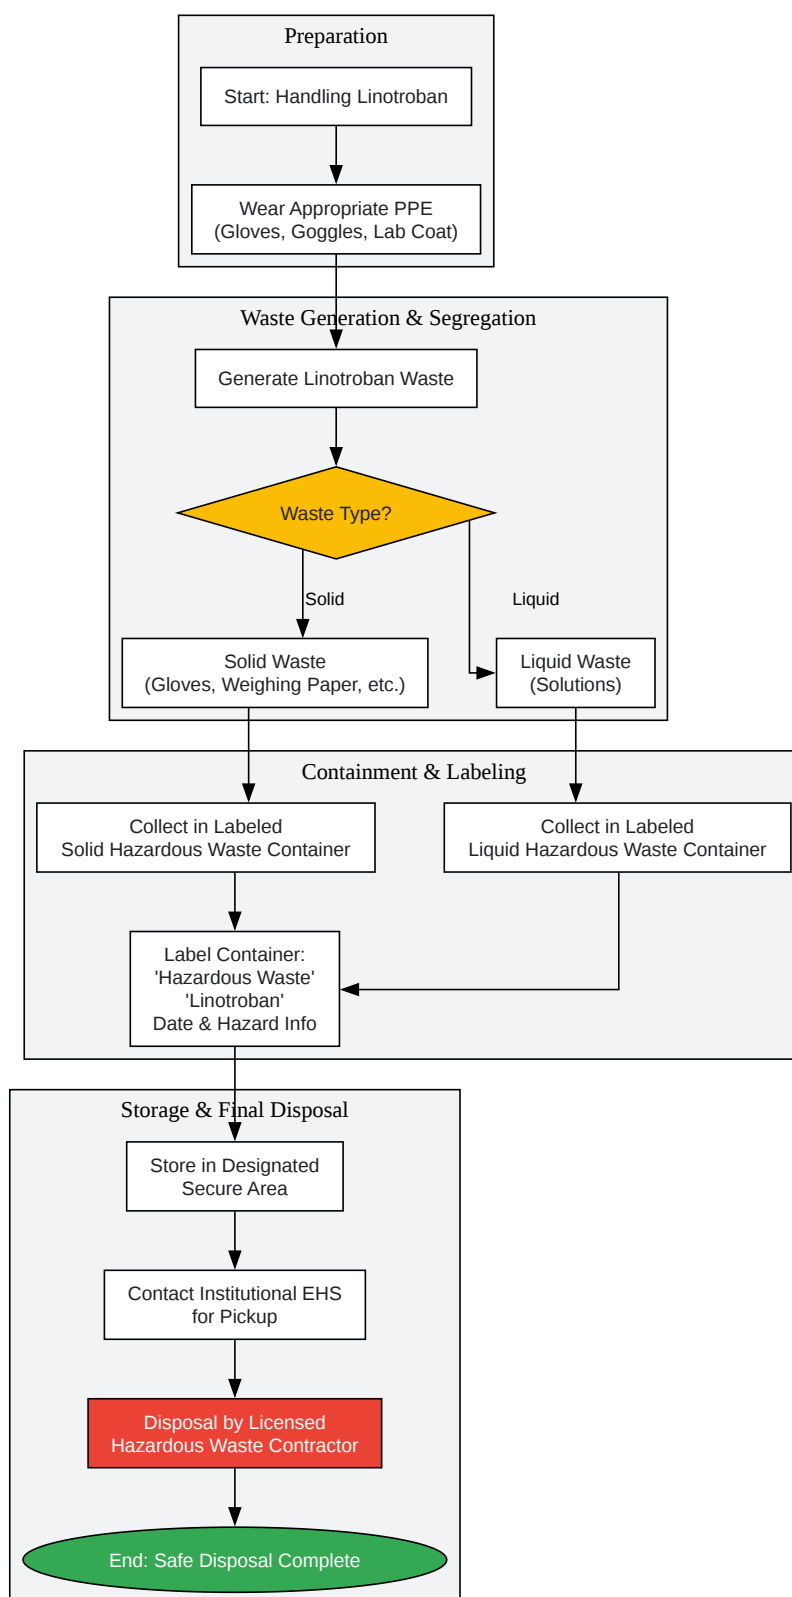 Preparation
Start: Handling Linotroban
Wear Appropriate PPE
(Gloves, Goggles, Lab Coat)
Waste Generation & Segregation
Generate Linotroban Waste
Waste Type?
Solid
Liquid
Solid Waste
(Gloves, Weighing Paper, etc.)
Liquid Waste
(Solutions)
Containment & Labeling
Collect in Labeled
Solid Hazardous Waste Container
Collect in Labeled
Liquid Hazardous Waste Container
Label Container:
'Hazardous Waste'
'Linotroban'
Date & Hazard Info
Storage & Final Disposal
Store in Designated
Secure Area
Contact Institutional EHS
for Pickup
Disposal by Licensed
Hazardous Waste Contractor
End: Safe Disposal Complete